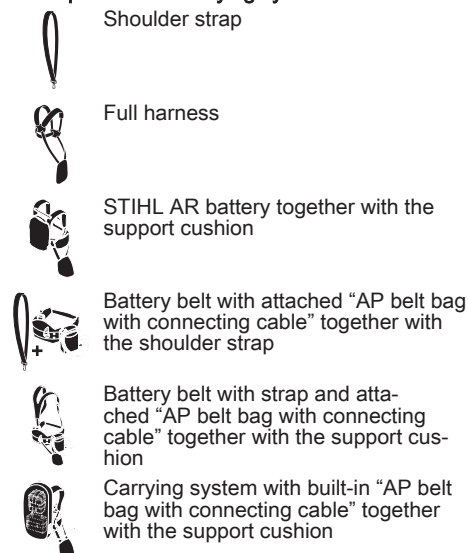 Shoulder strap
Full harness
STIHL AR battery together with the
support cushion
Battery belt with attached “AP belt bag
with connecting cable” together with
the shoulder strap
Battery belt with strap and atta-
ched “AP belt bag with connecting
cable” together with the support cus-
hion
Carrying system with built-in “AP belt
bag with connecting cable” together
with the support cushion